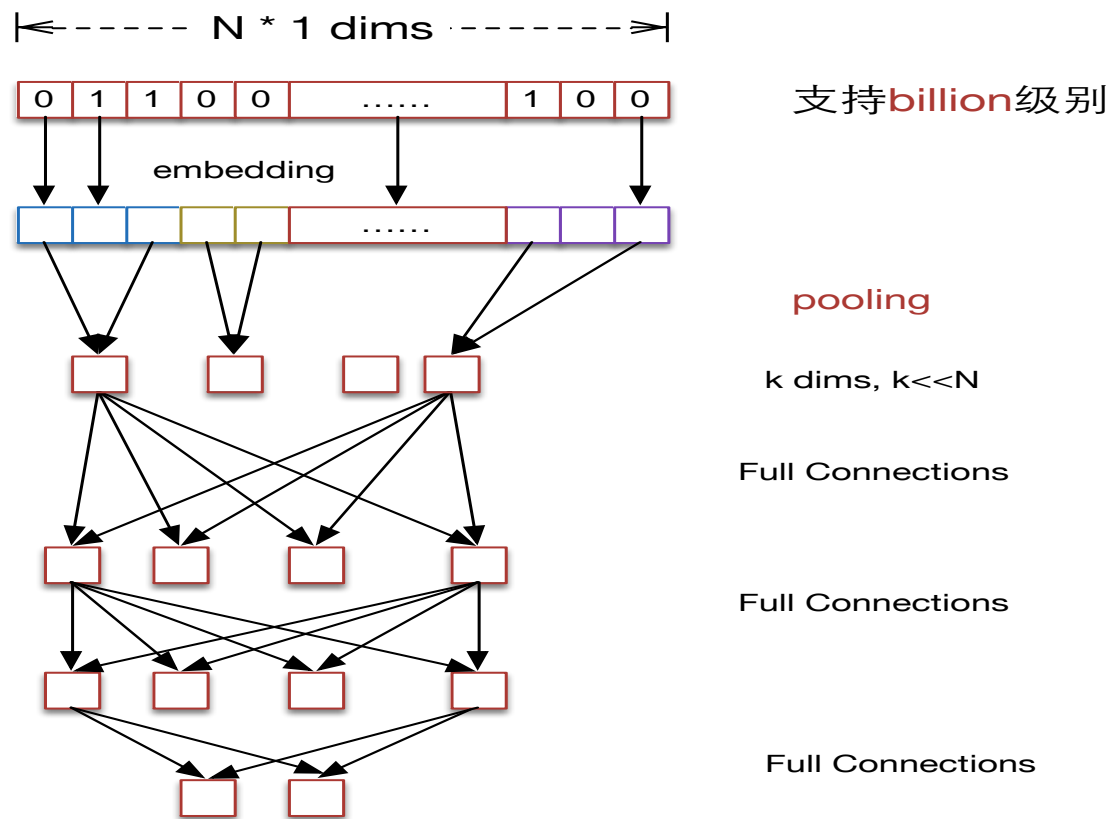 N * 1 dims
0 1 1 0 0 ...... 1 0 0
支持billion级别
embedding
......
pooling
k dims, k<<N
Full Connections
Full Connections
Full Connections